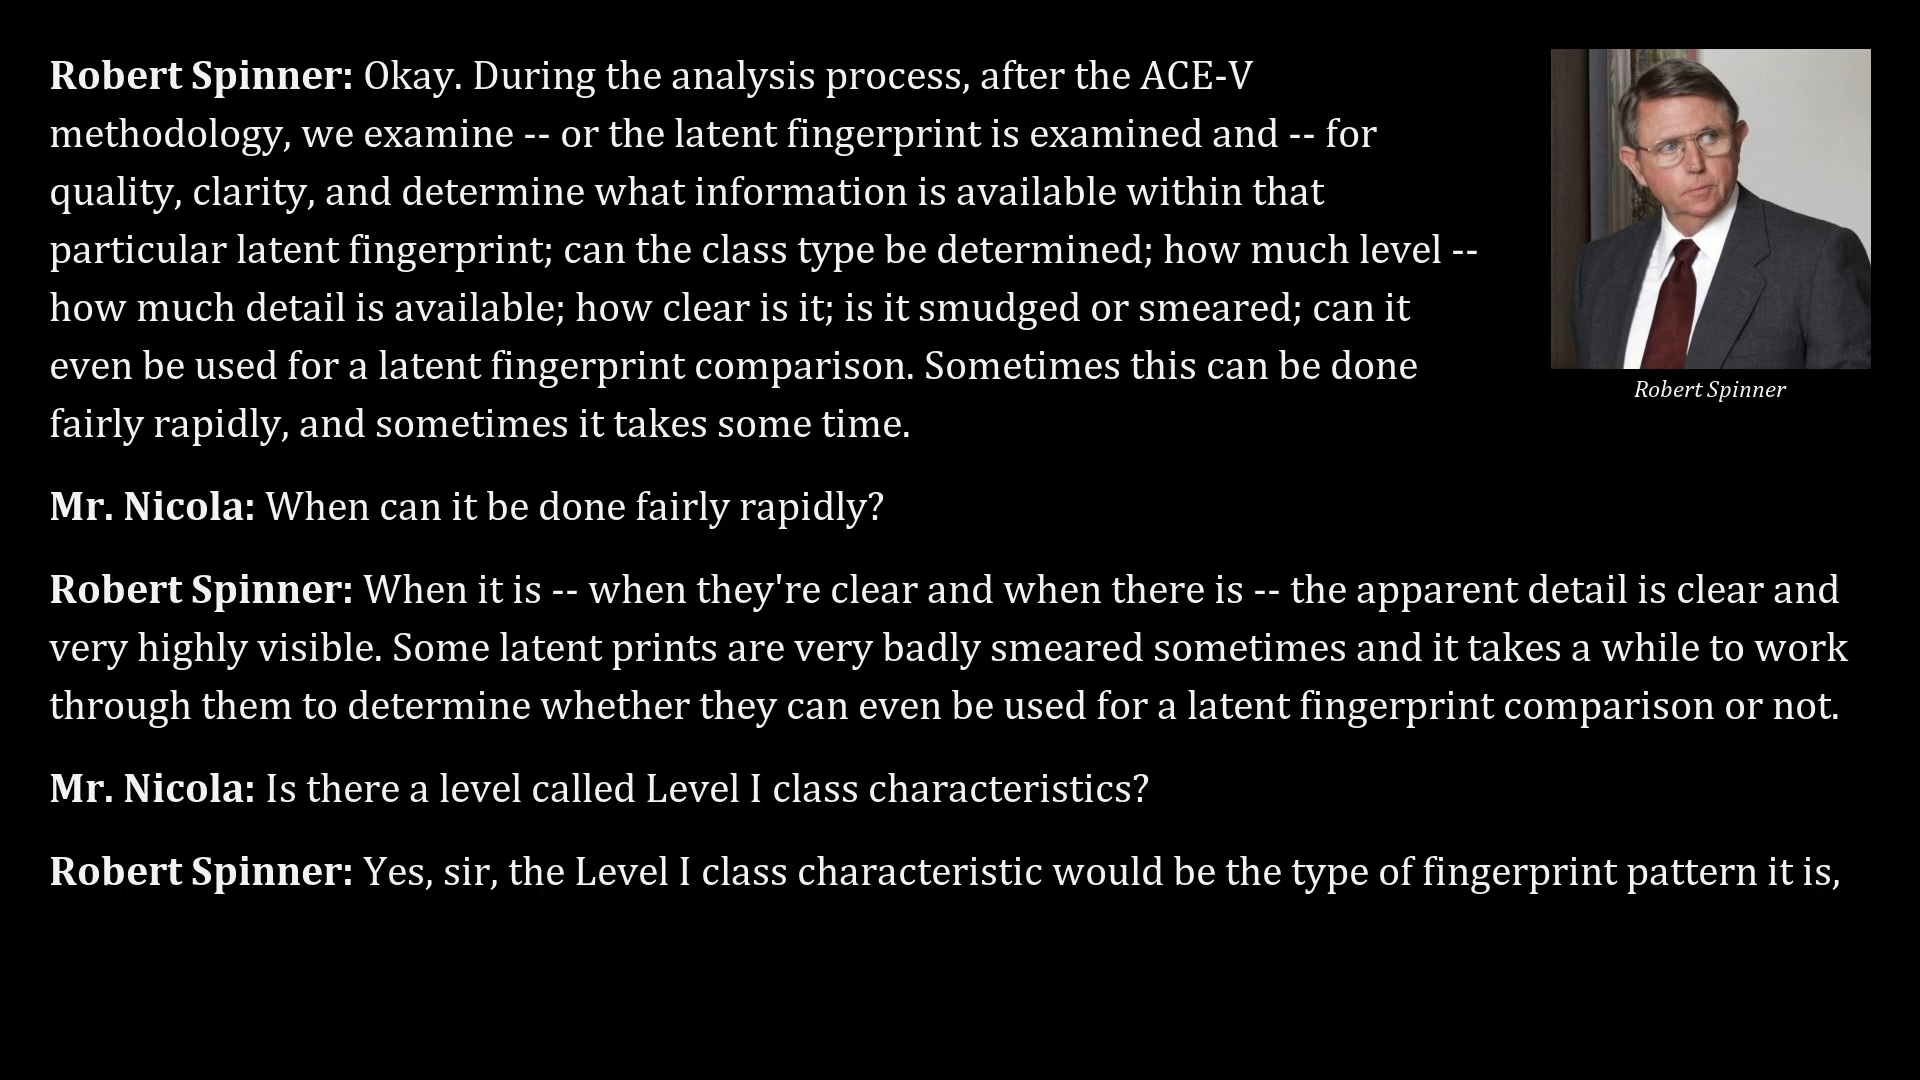 Robert Spinner: Okay. During the analysis process, after the ACE-V
methodology, we examine -- or the latent fingerprint is examined and -- for
quality, clarity, and determine what information is available within that
particular latent fingerprint; can the class type be determined; how much level --
how much detail is available; how clear is it; is it smudged or smeared; can it
even be used for a latent fingerprint comparison. Sometimes this can be done
fairly rapidly, and sometimes it takes some time.
Robert Spinner
Mr. Nicola: When can it be done fairly rapidly?
Robert Spinner: When it is -- when they're clear and when there is -- the apparent detail is clear and
very highly visible. Some latent prints are very badly smeared sometimes and it takes a while to work
through them to determine whether they can even be used for a latent fingerprint comparison or not.
Mr. Nicola: Is there a level called Level I class characteristics?
Robert Spinner: Yes, sir, the Level I class characteristic would be the type of fingerprint pattern it is,